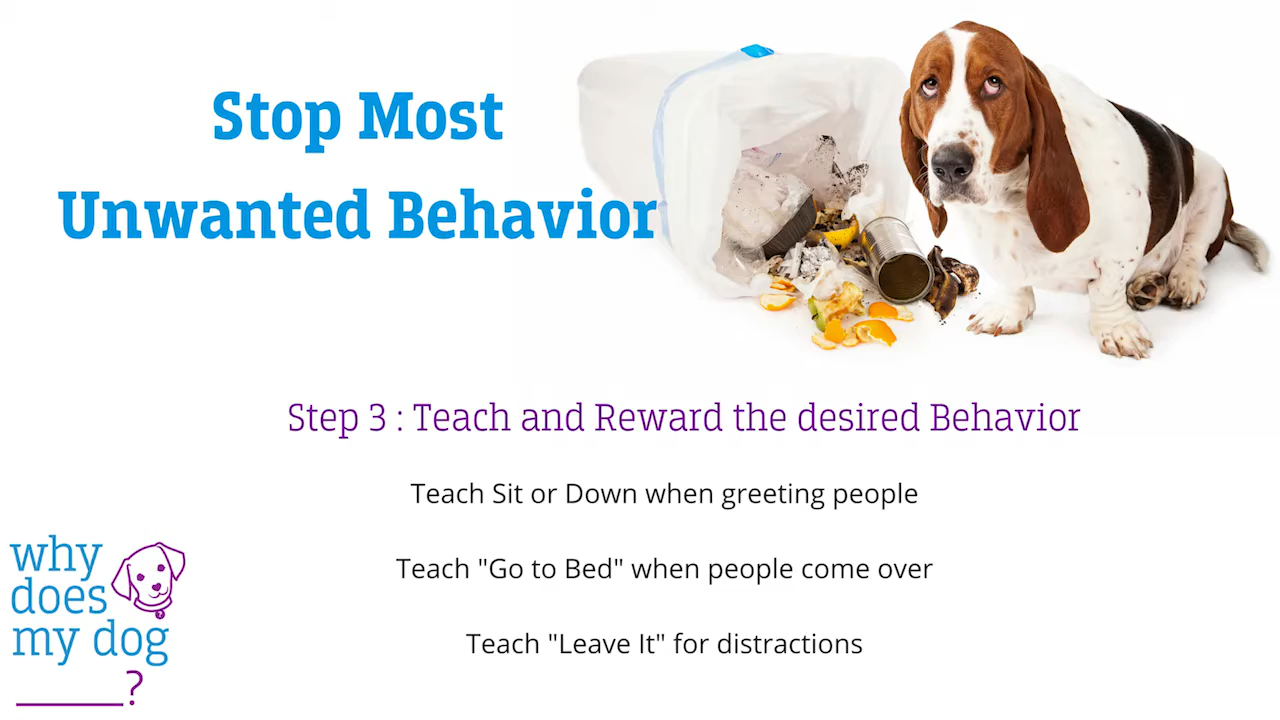 Stop Most
Unwanted Behavior
Step 3 : Teach and Reward the desired Behavior
Teach Sit or Down when greeting people
Teach "Go to Bed" when people come over
Teach "Leave It" for distractions
why
does
my dog
______?